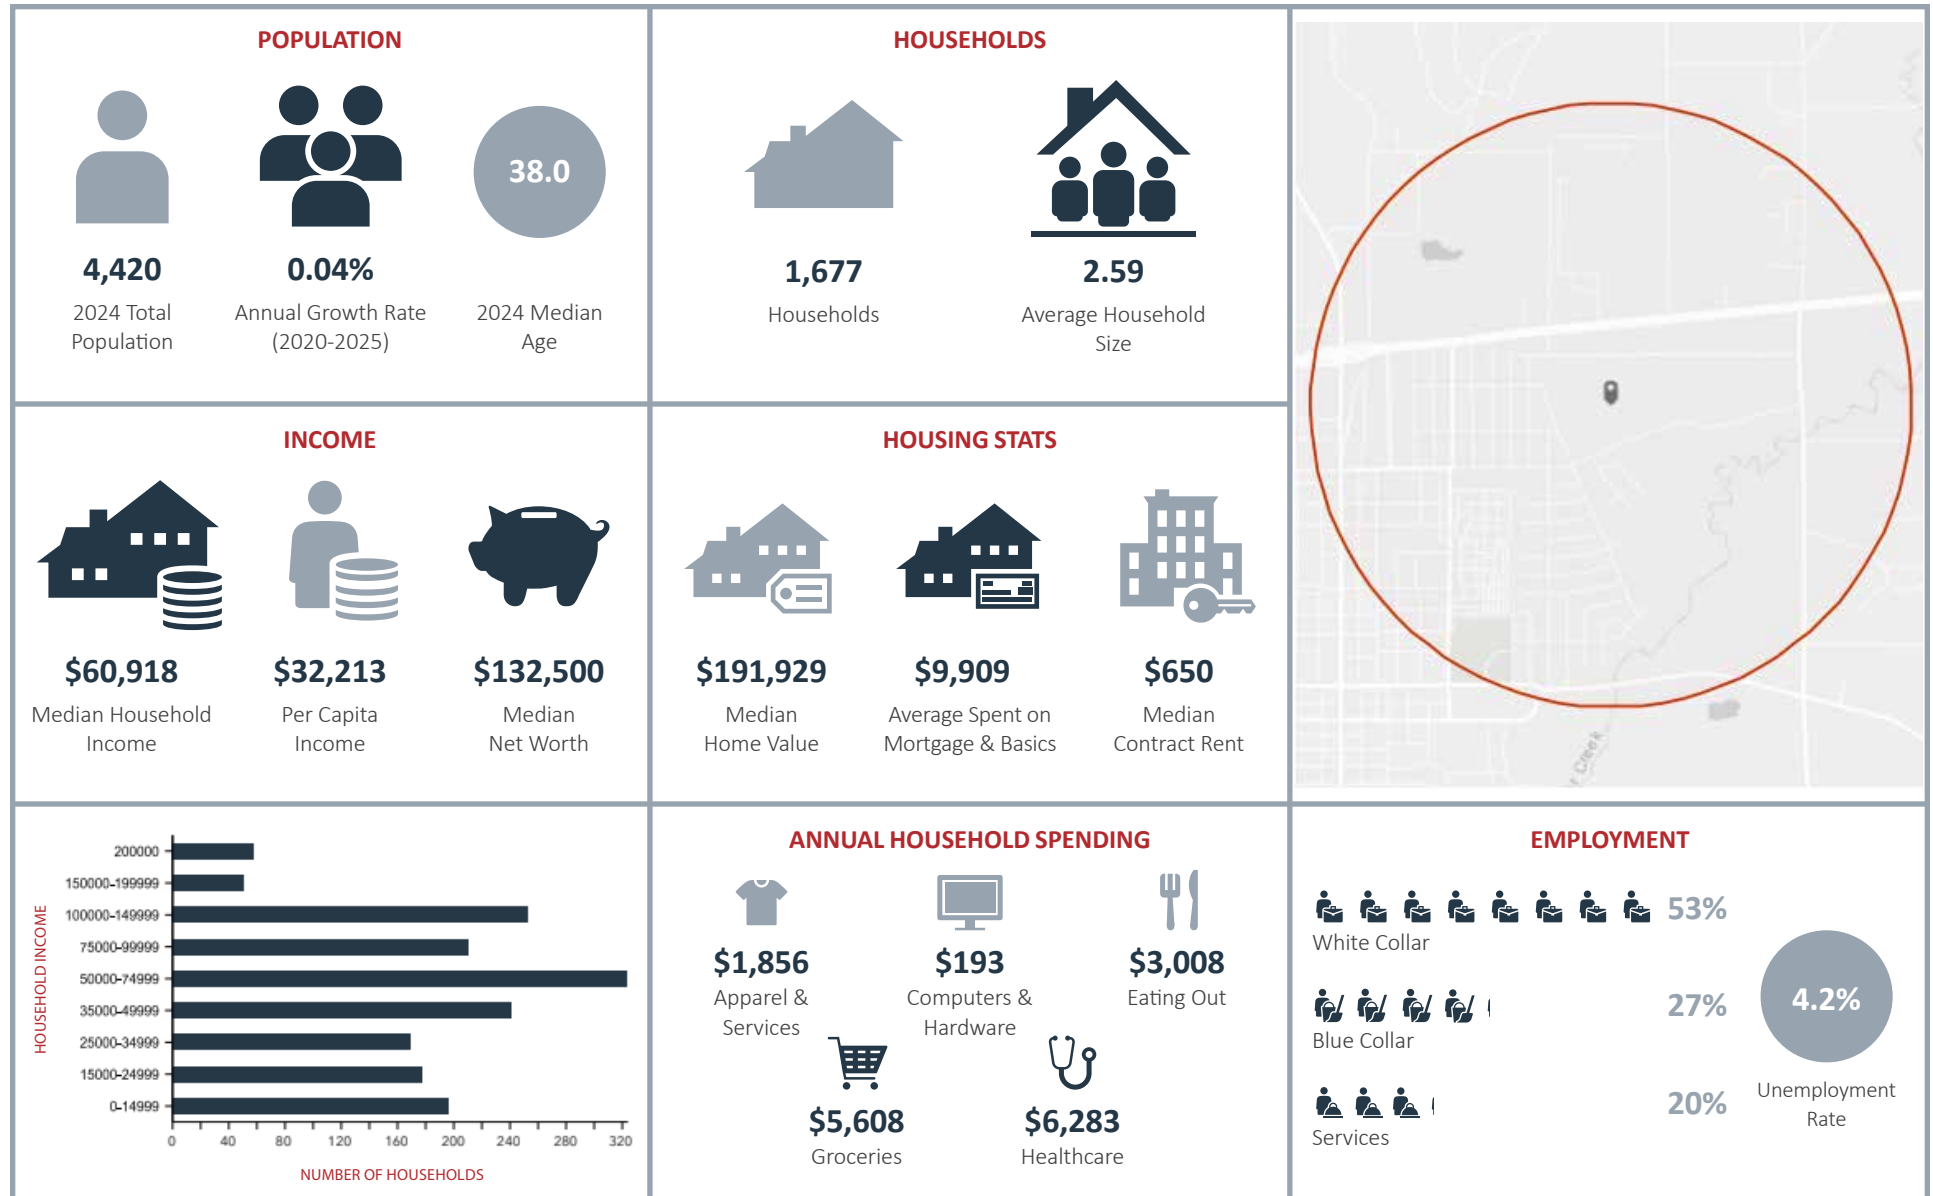 POPULATION
38.0
4,420
2024 Total
Population
0.04%
Annual Growth Rate
(2020-2025)
2024 Median
Age
HOUSEHOLDS
1,677
Households
2.59
Average Household
Size
INCOME
$60,918
Median Household
Income
$32,213
Per Capita
Income
$132,500
Median
Net Worth
HOUSING STATS
$191,929
Median
Home Value
$9,909
Average Spent on
Mortgage & Basics
$650
Median
Contract Rent
Creek
HOUSEHOLD INCOME
200000
150000-199999
100000-149999
75000-99999
50000-74999
35000-49999
25000-34999
15000-24999
0-14999
0 40 80 120 160 200 240 280 320
NUMBER OF HOUSEHOLDS
ANNUAL HOUSEHOLD SPENDING
$1,856
Apparel &
Services
$193
Computers &
Hardware
$3,008
Eating Out
$5,608
Groceries
$6,283
Healthcare
EMPLOYMENT
53%
White Collar
27%
Blue Collar
20%
Services
4.2%
Unemployment
Rate